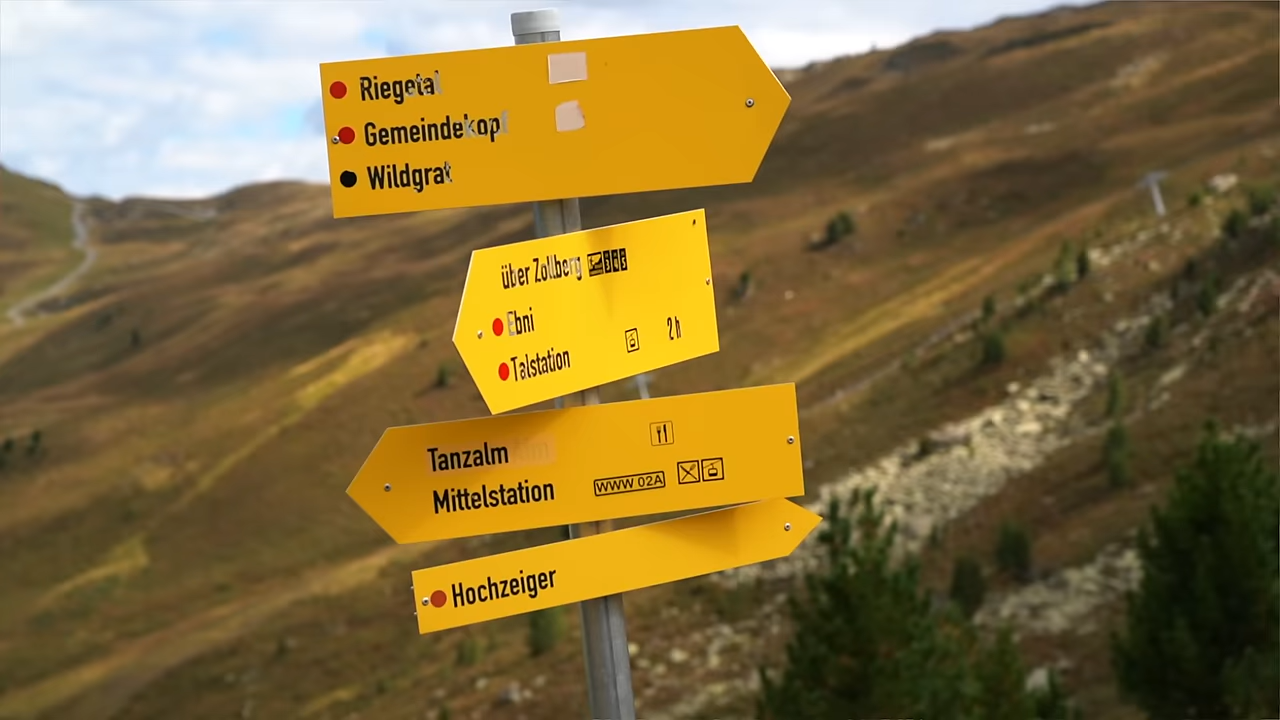 Riegetal
Gemeindekopf
Wildgrat
über Zollberg
Ebni
2 h
Talstation
Tanzalm
Mittelstation WWW 02A
Hochzeiger